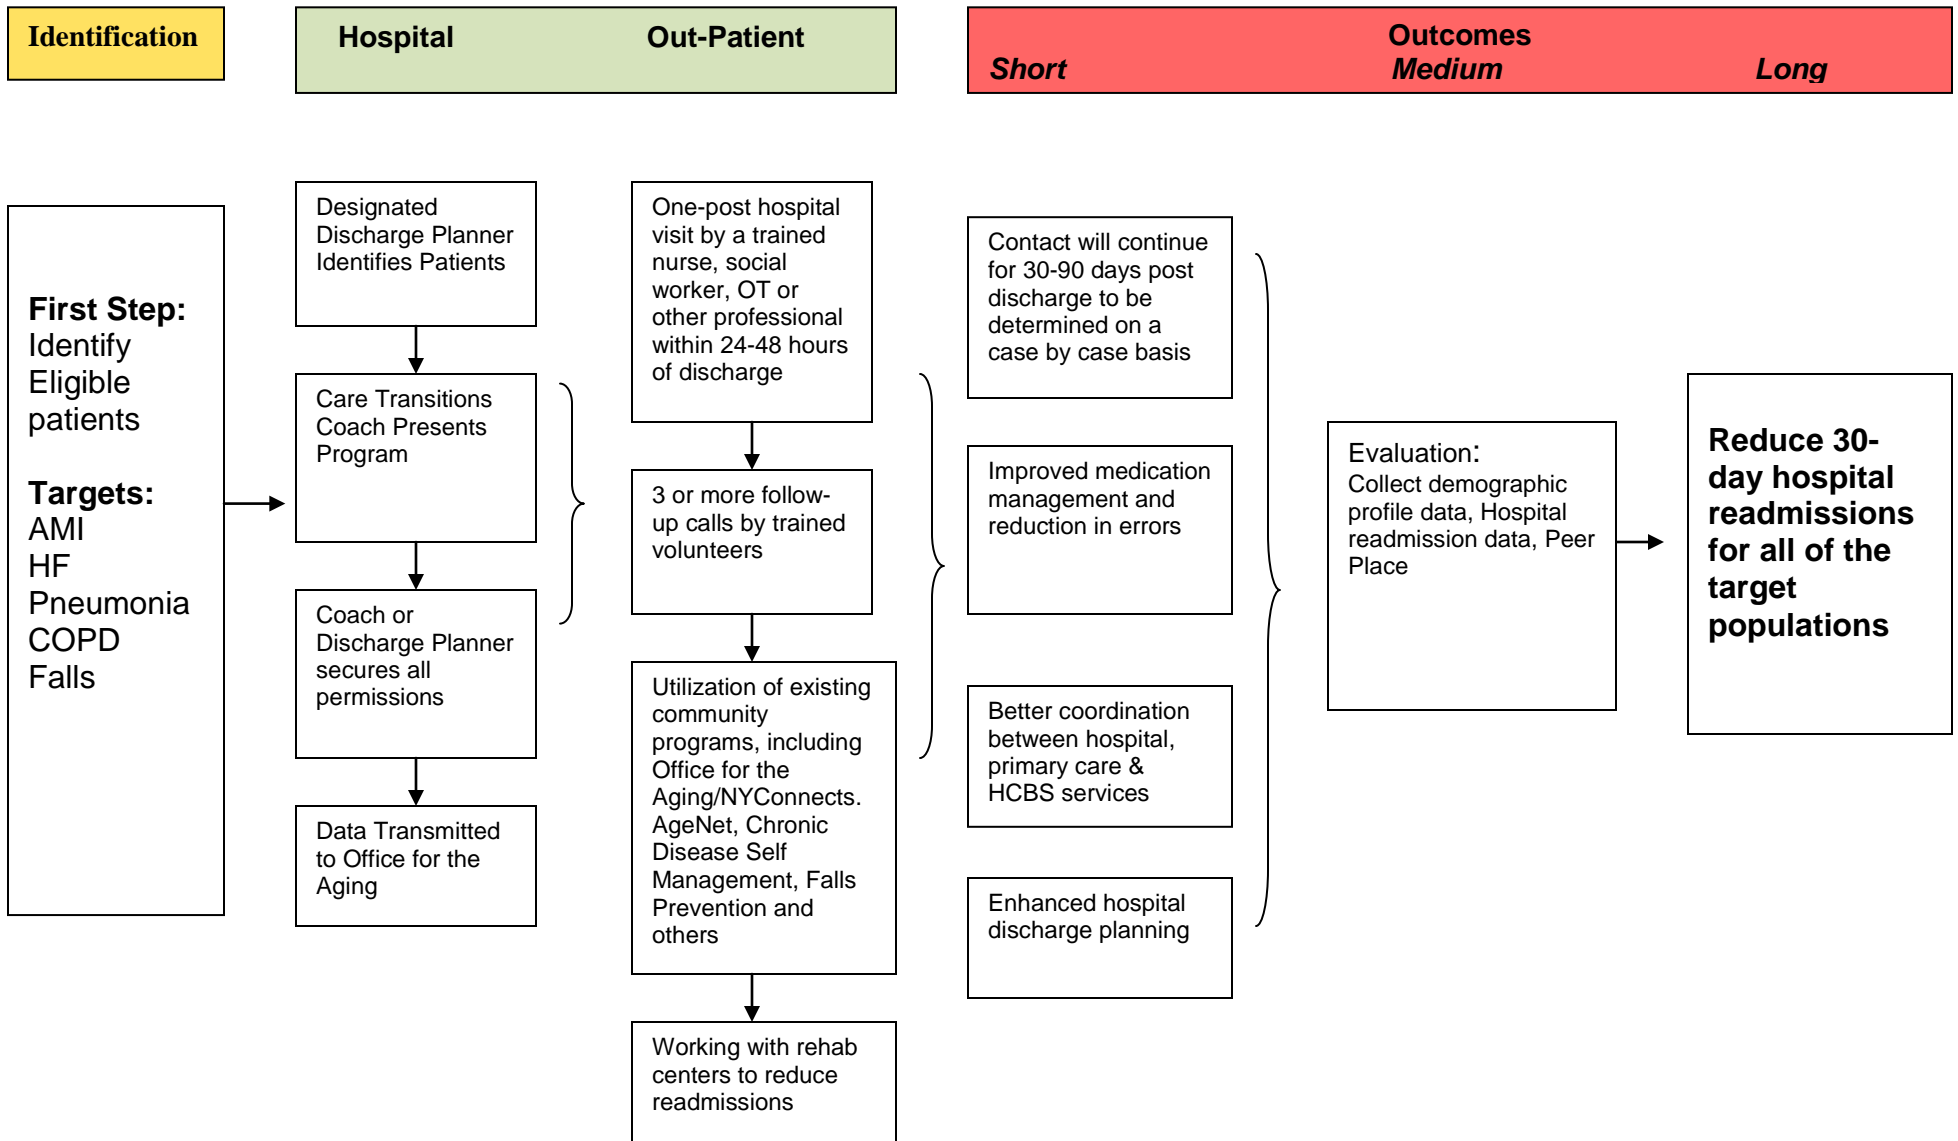 Identification
Hospital
Out-Patient
Outcomes
Short
Medium
Long
First Step:
Identify
Eligible
patients
Targets:
AMI
HF
Pneumonia
COPD
Falls
Designated
Discharge Planner
Identifies Patients
Care Transitions
Coach Presents
Program
Coach or
Discharge Planner
secures all
permissions
Data Transmitted
to Office for the
Aging
One-post hospital
visit by a trained
nurse, social
worker, OT or
other professional
within 24-48 hours
of discharge
3 or more follow-
up calls by trained
volunteers
Utilization of existing
community
programs, including
Office for the
Aging/NYConnects.
AgeNet, Chronic
Disease Self
Management, Falls
Prevention and
others
Working with rehab
centers to reduce
readmissions
Contact will continue
for 30-90 days post
discharge to be
determined on a
case by case basis
Improved medication
management and
reduction in errors
Better coordination
between hospital,
primary care &
HCBS services
Enhanced hospital
discharge planning
Evaluation:
Collect demographic
profile data, Hospital
readmission data, Peer
Place
Reduce 30-
day hospital
readmissions
for all of the
target
populations